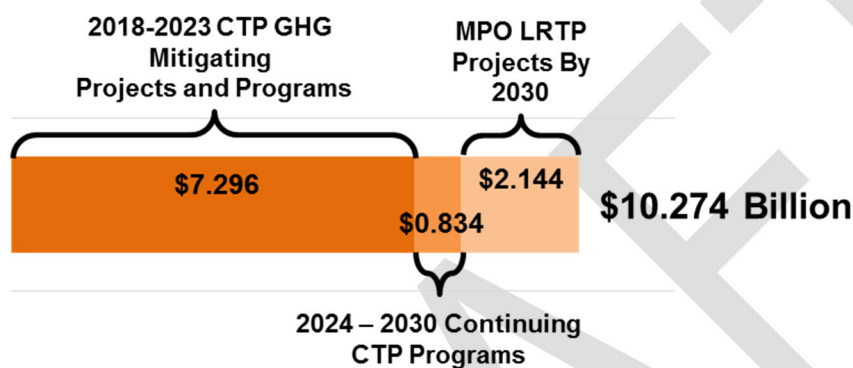 2018-2023 CTP GHG
Mitigating
Projects and Programs
MPO LRTP
Projects By
2030
$7.296
$0.834
$2.144
$10.274 Billion
2024 – 2030 Continuing
CTP Programs